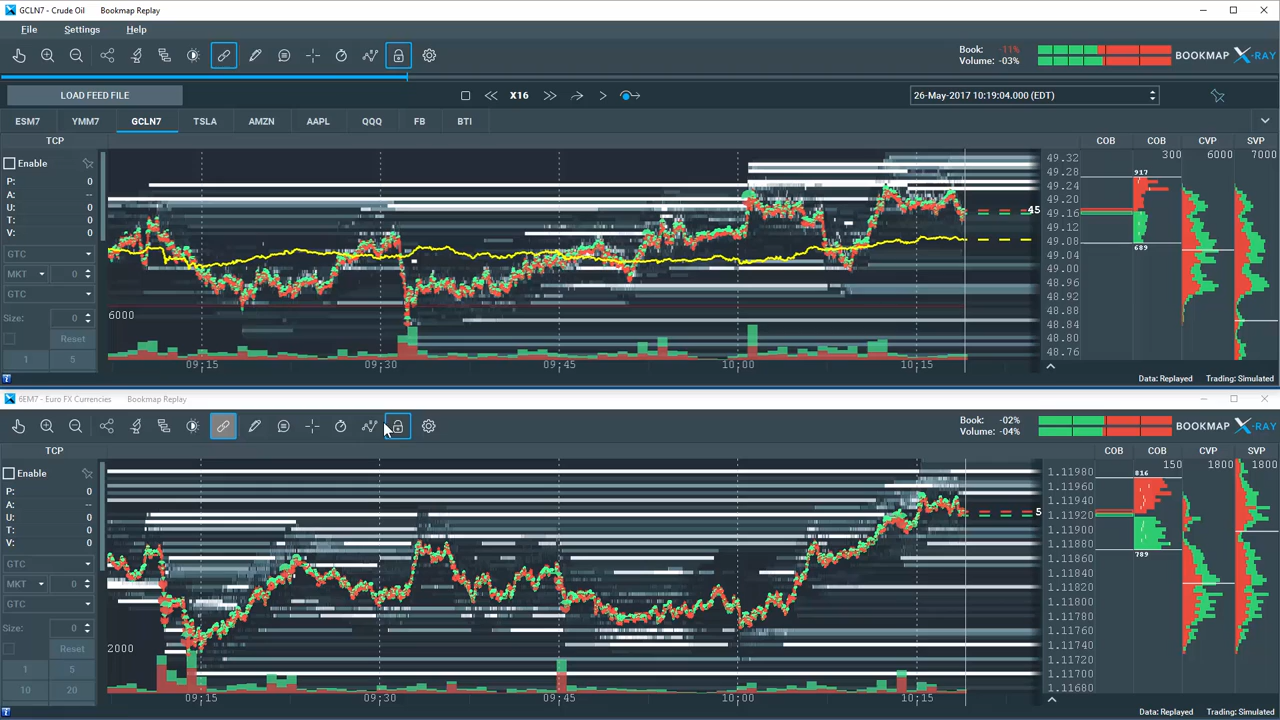 GCLN7 - Crude Oil Bookmap Replay
File Settings Help
Book: -11%
Volume: -03%
BOOKMAP X-RAY
LOAD FEED FILE
X16
26-May-2017 10:19:04.000 (EDT)
ESM7 YMM7 GCLN7 TSLA AMZN AAPL QQQ FB BTI
TCP COB COB CVP SVP
300 6000 7000
Enable
P: 0
A: 0
U: 0
T: 0
V: 0
GTC
MKT 0
GTC
Size: 0
Reset
1 5
6000
09:15 09:30 09:45 10:00 10:15
49.32
49.28
49.24
49.20
49.16
49.12
49.08
49.04
49.00
48.96
48.92
48.88
48.84
48.80
48.76
45
917
689
Data: Replayed Trading: Simulated
6EM7 - Euro FX Currencies Bookmap Replay
Book: -02%
Volume: -04%
BOOKMAP X-RAY
TCP COB COB CVP SVP
150 1800 1800
Enable
P: 0
A: --
U: 0
T: 0
V: 0
GTC
MKT 0
GTC
Size: 0
Reset
1 5
10 20
2000
09:15 09:30 09:45 10:00 10:15
1.11980
1.11960
1.11940
1.11920
1.11900
1.11880
1.11860
1.11840
1.11820
1.11800
1.11780
1.11760
1.11740
1.11720
1.11700
1.11680
5
816
789
Data: Replayed Trading: Simulated